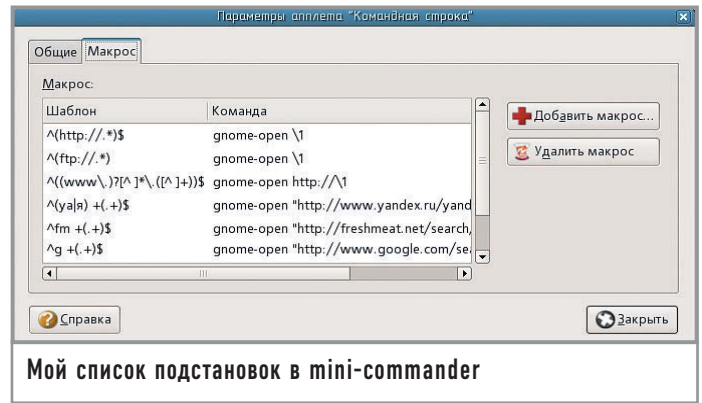 Параметры апплета "Командная строка"
Общие Макрос
Макрос:
Шаблон Команда
^(http://.*)$ gnome-open \1
^(ftp://.*) gnome-open \1
^((www\.)?[^ ]*\.([^ ]+))$ gnome-open http://\1
^(ya|я) +(.+)$ gnome-open "http://www.yandex.ru/yand
^fm +(.+)$ gnome-open "http://freshmeat.net/search,
^g +(.+)$ gnome-open "http://www.google.com/sea
Добавить макрос...
Удалить макрос
Справка
Закрыть
Мой список подстановок в mini-commander